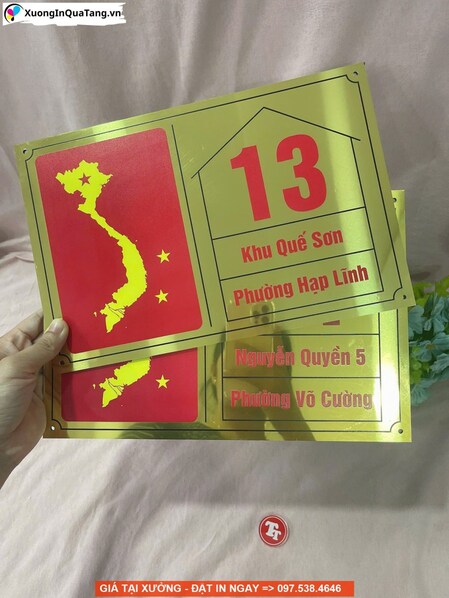 XuongInQuaTang.vn
13
Khu Quế Sơn
Phường Hạp Lĩnh
Nguyễn Quyền 5
Phường Võ Cường
GIÁ TẠI XƯỞNG - ĐẶT IN NGAY => 097.538.4646